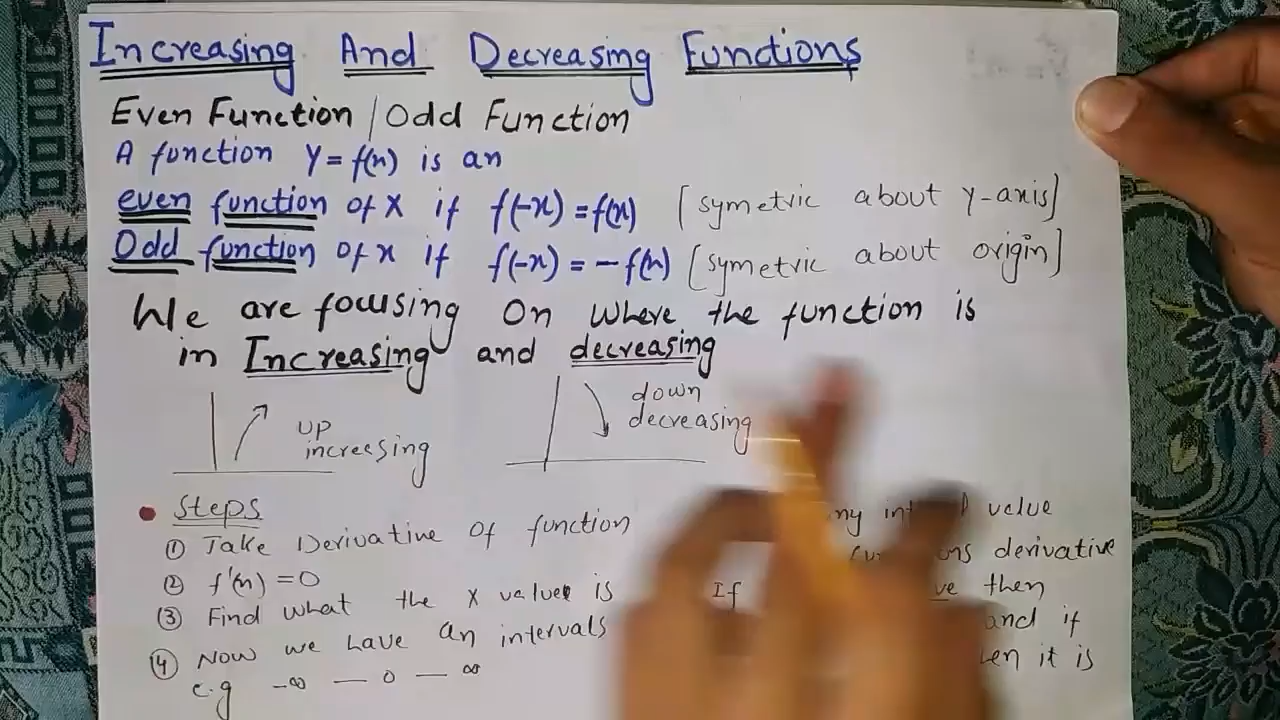 Increasing And Decreasing Functions
Even Function / Odd Function
A function y = f(x) is an
even function of x if f(-x) = f(x) [symetric about y-axis]
Odd function of x if f(-x) = -f(x) [symetric about origin]
We are focusing On where the function is
in Increasing and decreasing
up
increasing
down
decreasing
• Steps
① Take Derivative of function
② f'(x) = 0
③ Find what the x value is
④ Now we have an intervals
e.g -∞ — 0 — ∞
value
derivative
If then
and if
it is